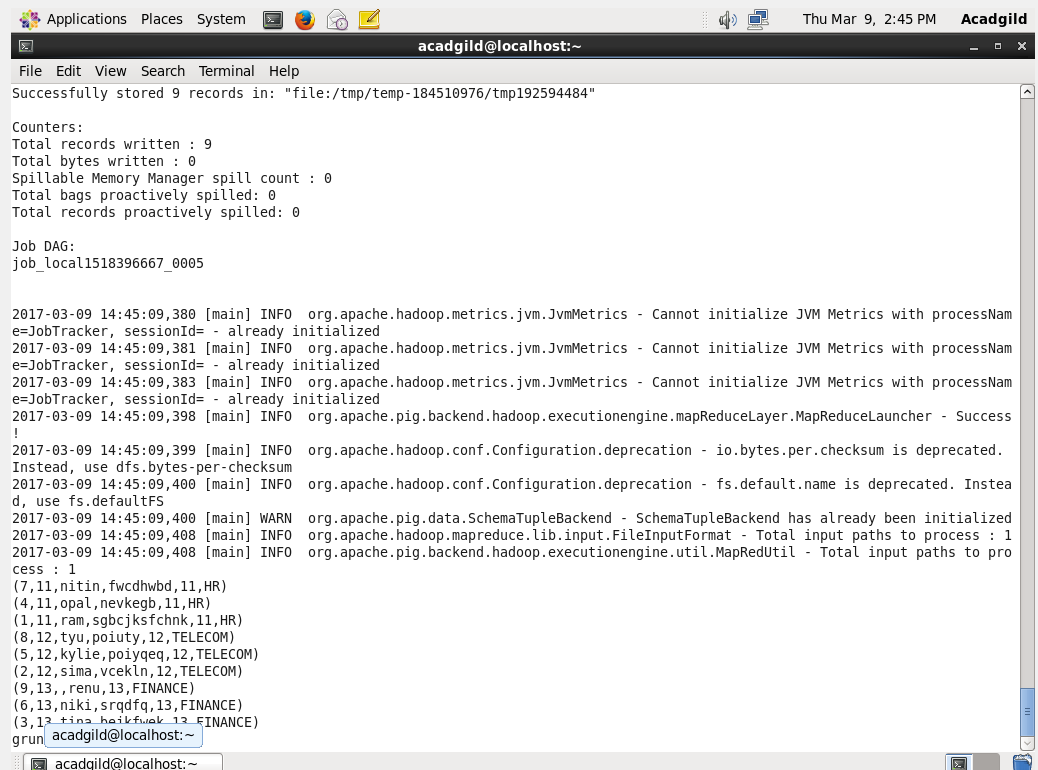 Applications Places System Thu Mar 9, 2:45 PM Acadgild
acadgild@localhost:~
File Edit View Search Terminal Help
Successfully stored 9 records in: "file:/tmp/temp-184510976/tmp192594484"
Counters:
Total records written : 9
Total bytes written : 0
Spillable Memory Manager spill count : 0
Total bags proactively spilled: 0
Total records proactively spilled: 0
Job DAG:
job_local1518396667_0005
2017-03-09 14:45:09,380 [main] INFO  org.apache.hadoop.metrics.jvm.JvmMetrics - Cannot initialize JVM Metrics with processNam
e=JobTracker, sessionId= - already initialized
2017-03-09 14:45:09,381 [main] INFO  org.apache.hadoop.metrics.jvm.JvmMetrics - Cannot initialize JVM Metrics with processNam
e=JobTracker, sessionId= - already initialized
2017-03-09 14:45:09,383 [main] INFO  org.apache.hadoop.metrics.jvm.JvmMetrics - Cannot initialize JVM Metrics with processNam
e=JobTracker, sessionId= - already initialized
2017-03-09 14:45:09,398 [main] INFO  org.apache.pig.backend.hadoop.executionengine.mapReduceLayer.MapReduceLauncher - Success
!
2017-03-09 14:45:09,399 [main] INFO  org.apache.hadoop.conf.Configuration.deprecation - io.bytes.per.checksum is deprecated.
Instead, use dfs.bytes-per-checksum
2017-03-09 14:45:09,400 [main] INFO  org.apache.hadoop.conf.Configuration.deprecation - fs.default.name is deprecated. Instea
d, use fs.defaultFS
2017-03-09 14:45:09,400 [main] WARN  org.apache.pig.data.SchemaTupleBackend - SchemaTupleBackend has already been initialized
2017-03-09 14:45:09,408 [main] INFO  org.apache.hadoop.mapreduce.lib.input.FileInputFormat - Total input paths to process : 1
2017-03-09 14:45:09,408 [main] INFO  org.apache.pig.backend.hadoop.executionengine.util.MapRedUtil - Total input paths to pro
cess : 1
(7,11,nitin,fwcdhwbd,11,HR)
(4,11,opal,nevkegb,11,HR)
(1,11,ram,sgbcjksfchnk,11,HR)
(8,12,tyu,poiuty,12,TELECOM)
(5,12,kylie,poiyqeq,12,TELECOM)
(2,12,sima,vcekln,12,TELECOM)
(9,13,,renu,13,FINANCE)
(6,13,niki,srqdfq,13,FINANCE)
(3,13,tina,hejkfwek,13,FINANCE)
grun
acadgild@localhost:~
acadgild@localhost:~